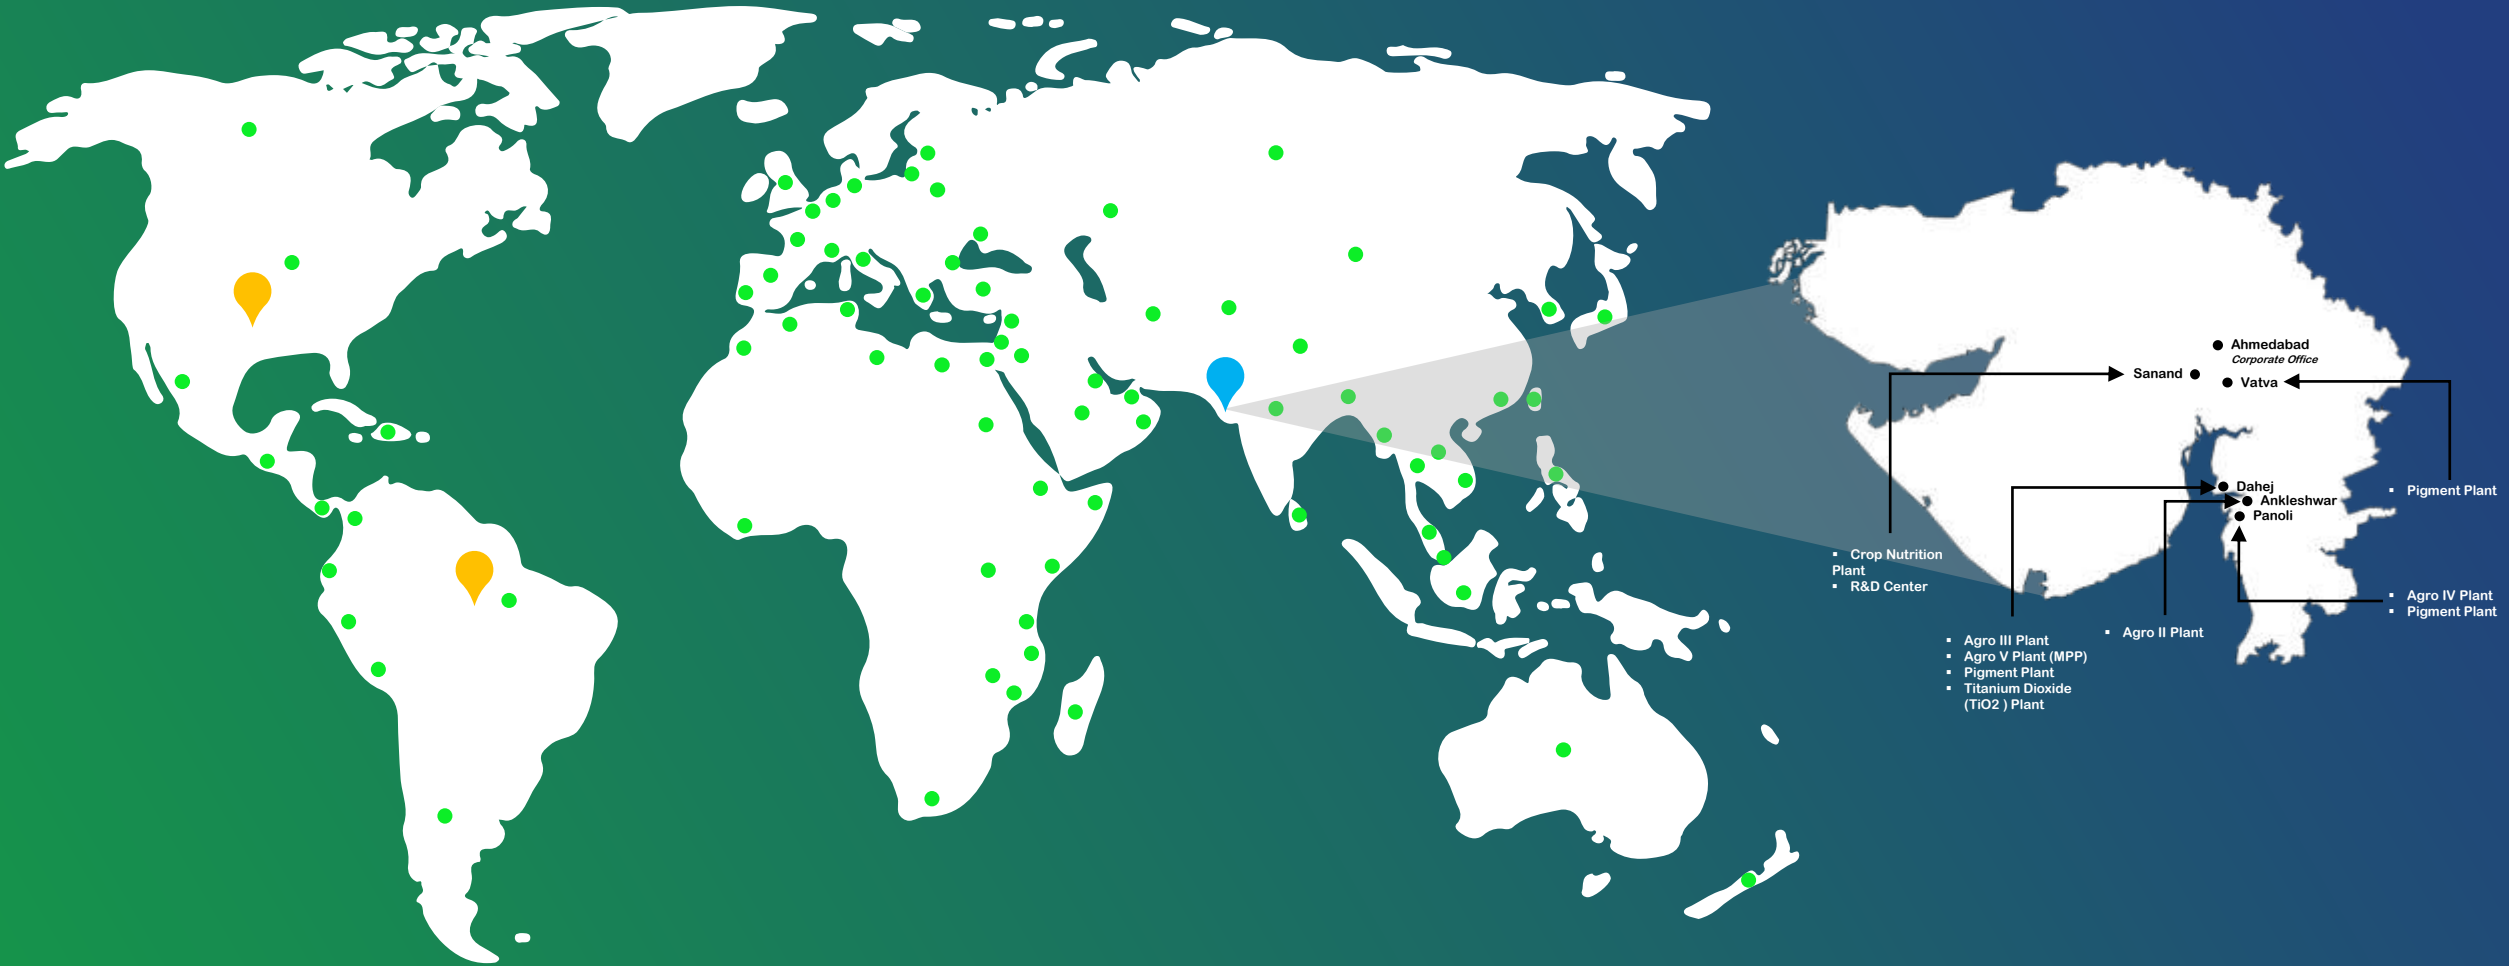 Ahmedabad
Corporate Office
Sanand
Vatva
Dahej
Ankleshwar
Panoli
▪ Pigment Plant
▪ Crop Nutrition
Plant
▪ R&D Center
▪ Agro IV Plant
▪ Pigment Plant
▪ Agro II Plant
▪ Agro III Plant
▪ Agro V Plant (MPP)
▪ Pigment Plant
▪ Titanium Dioxide
(TiO2 ) Plant